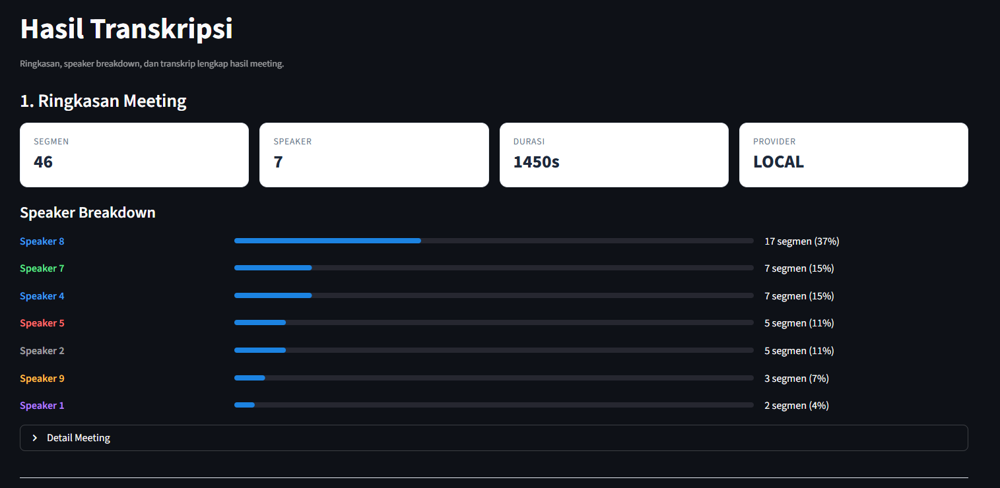 Hasil Transkripsi
Ringkasan, speaker breakdown, dan transkrip lengkap hasil meeting.
1. Ringkasan Meeting
SEGMEN
46
SPEAKER
7
DURASI
1450s
PROVIDER
LOCAL
Speaker Breakdown
Speaker 8 17 segmen (37%)
Speaker 7 7 segmen (15%)
Speaker 4 7 segmen (15%)
Speaker 5 5 segmen (11%)
Speaker 2 5 segmen (11%)
Speaker 9 3 segmen (7%)
Speaker 1 2 segmen (4%)
Detail Meeting